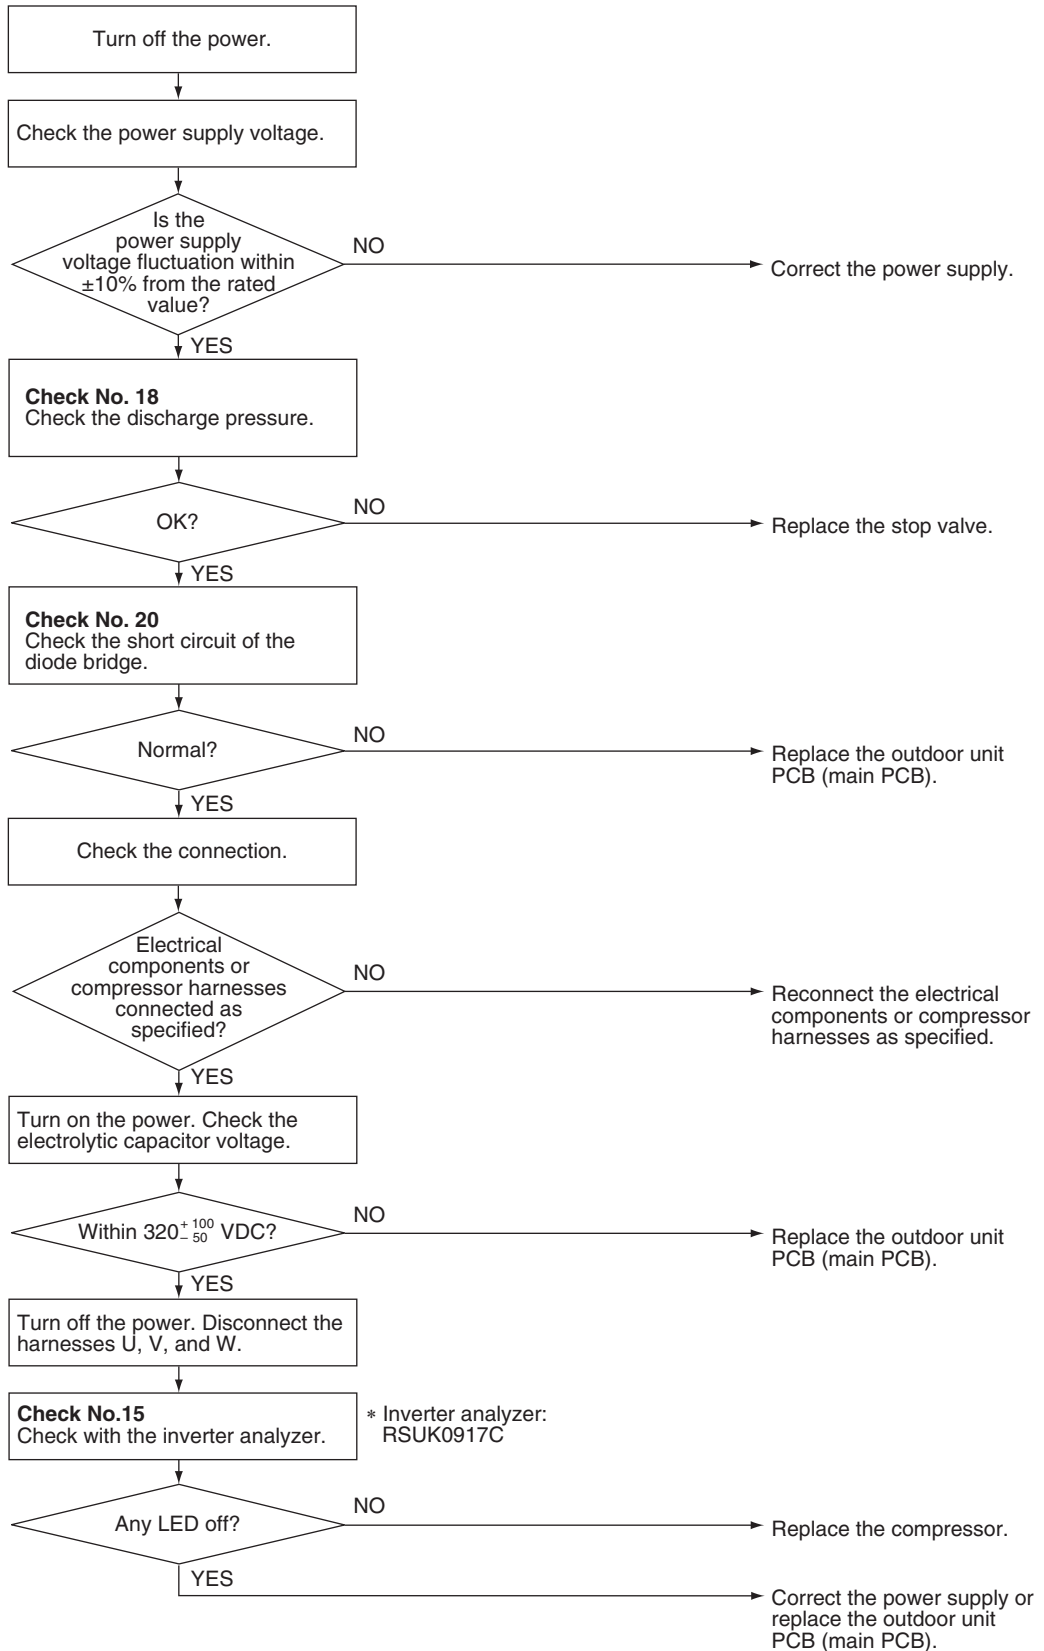 Turn off the power.
Check the power supply voltage.
Is the
power supply
voltage fluctuation within
±10% from the rated
value?
NO
Correct the power supply.
YES
Check No. 18
Check the discharge pressure.
OK?
NO
Replace the stop valve.
YES
Check No. 20
Check the short circuit of the
diode bridge.
Normal?
NO
Replace the outdoor unit
PCB (main PCB).
YES
Check the connection.
Electrical
components or
compressor harnesses
connected as
specified?
NO
Reconnect the electrical
components or compressor
harnesses as specified.
YES
Turn on the power. Check the
electrolytic capacitor voltage.
Within 320 + 100 − 50 VDC?
NO
Replace the outdoor unit
PCB (main PCB).
YES
Turn off the power. Disconnect the
harnesses U, V, and W.
Check No.15
Check with the inverter analyzer.
* Inverter analyzer:
RSUK0917C
Any LED off?
NO
Replace the compressor.
YES
Correct the power supply or
replace the outdoor unit
PCB (main PCB).